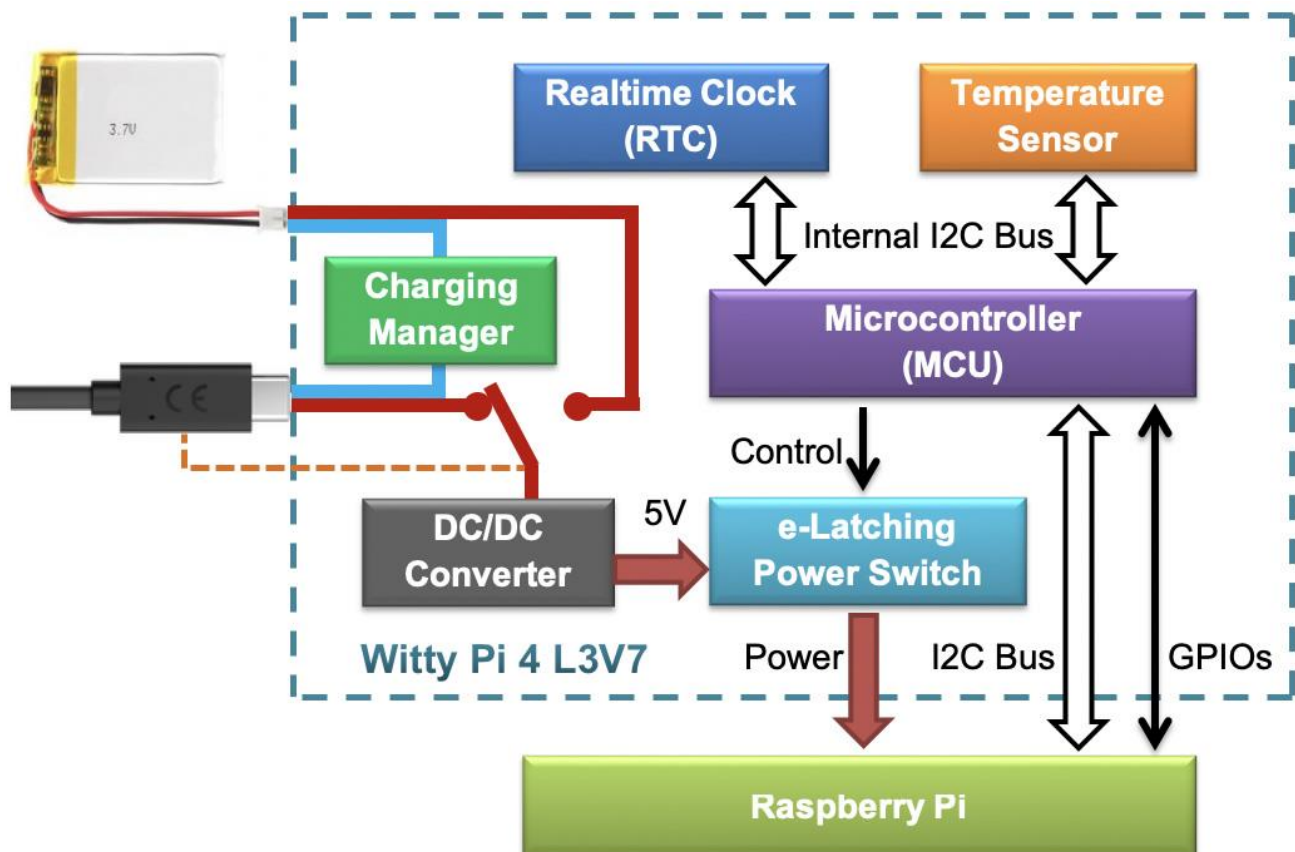 3.7V
Realtime Clock
(RTC)
Temperature
Sensor
Internal I2C Bus
Charging
Manager
Microcontroller
(MCU)
CE
Control
DC/DC
Converter
5V
e-Latching
Power Switch
Witty Pi 4 L3V7
Power
I2C Bus
GPIOs
Raspberry Pi